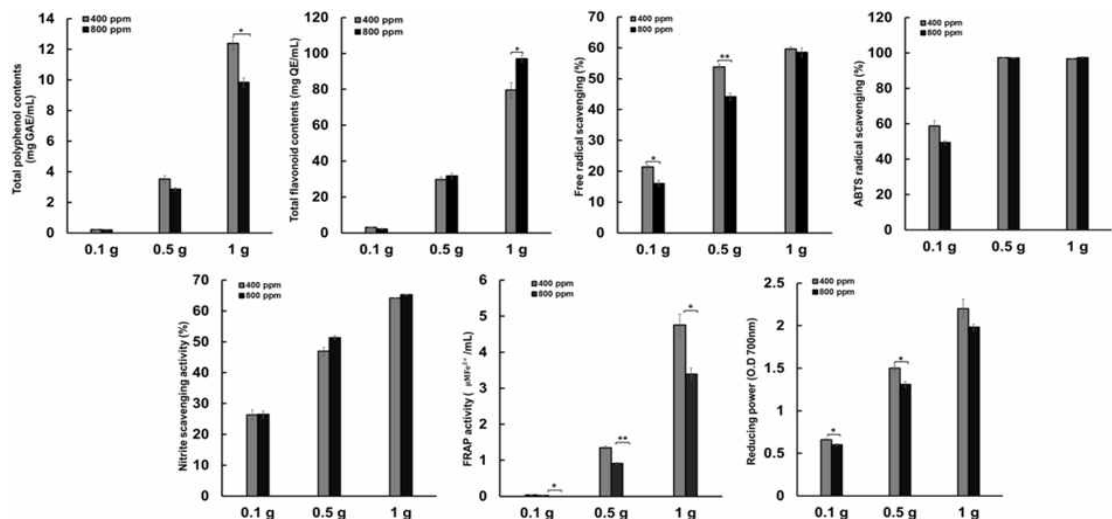 Total polyphenol contents
(mg GAE/mL)
14
12
10
8
6
4
2
0
400 ppm
800 ppm
*
0.1 g 0.5 g 1 g
Total flavonoid contents (mg QE/mL)
120
100
80
60
40
20
0
400 ppm
800 ppm
*
0.1 g 0.5 g 1 g
Free radical scavenging (%)
70
60
50
40
30
20
10
0
400 ppm
800 ppm
*
**
0.1 g 0.5 g 1 g
ABTS radical scavenging (%)
120
100
80
60
40
20
0
400 ppm
800 ppm
0.1 g 0.5 g 1 g
Nitrite scavenging activity (%)
70
60
50
40
30
20
10
0
400 ppm
800 ppm
0.1 g 0.5 g 1 g
FRAP activity ( μMFe²⁺ /mL)
6
5
4
3
2
1
0
400 ppm
800 ppm
*
**
*
0.1 g 0.5 g 1 g
Reducing power (O.D 700nm)
2.5
2
1.5
1
0.5
0
400 ppm
800 ppm
*
*
0.1 g 0.5 g 1 g